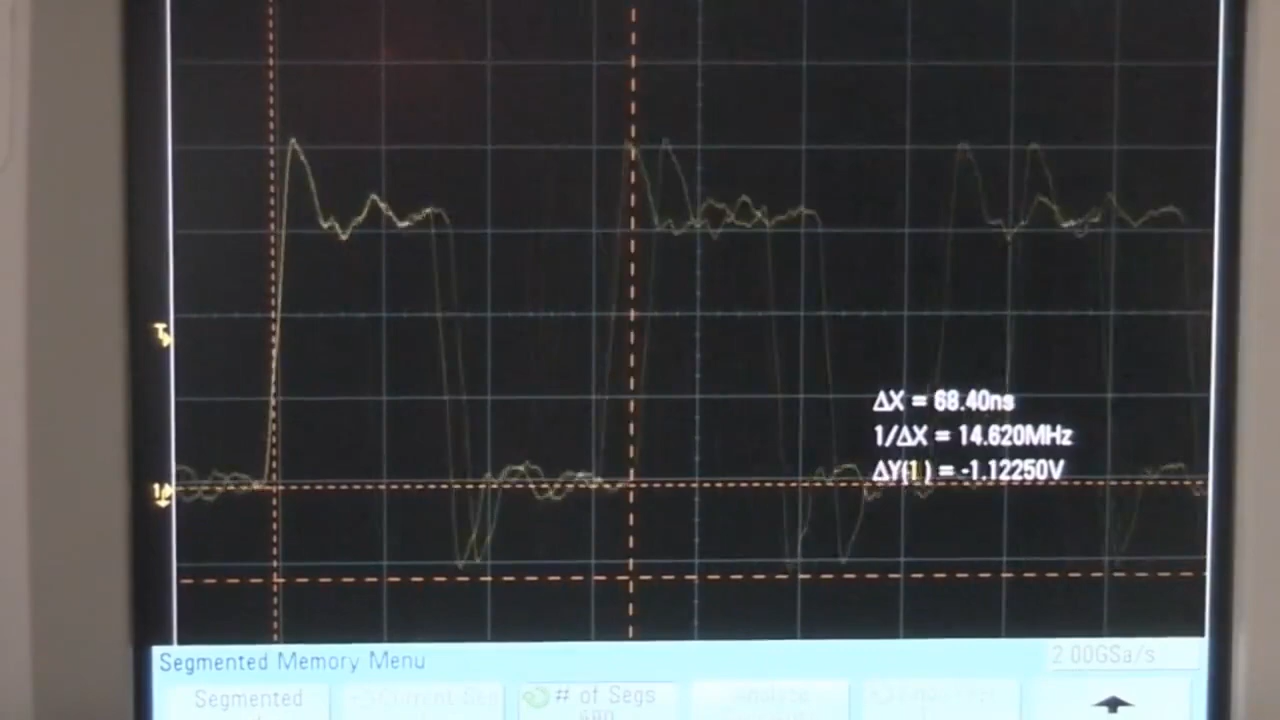 ΔX = 68.40ns
1/ΔX = 14.620MHz
ΔY(1) = -1.12250V
Segmented Memory Menu
2.00GSa/s
Segmented
# of Segs